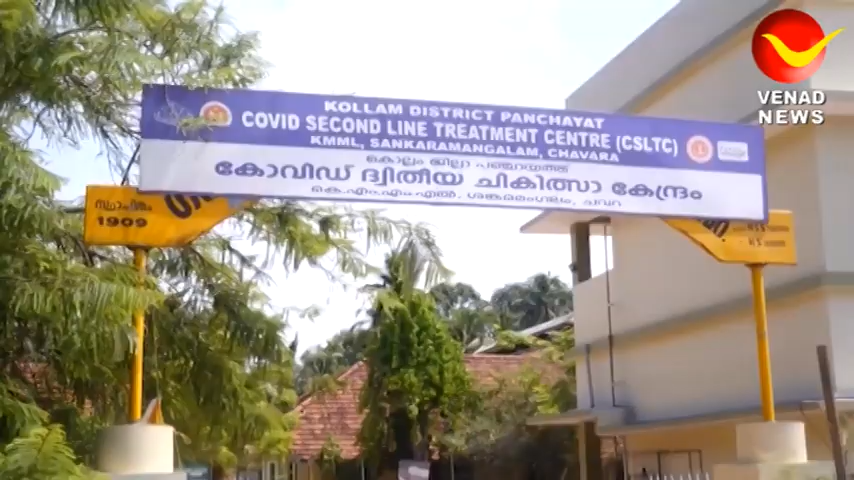 VENAD
NEWS
KOLLAM DISTRICT PANCHAYAT
COVID SECOND LINE TREATMENT CENTRE (CSLTC)
KMML, SANKARAMANGALAM, CHAVARA
കൊല്ലം ജില്ലാ പഞ്ചായത്ത്
കോവിഡ് ദ്വിതീയ ചികിത്സാ കേന്ദ്രം
കെ.എം.എം.എൽ. ശങ്കരമംഗലം, ചവറ
സ്ഥാപിതം
1909